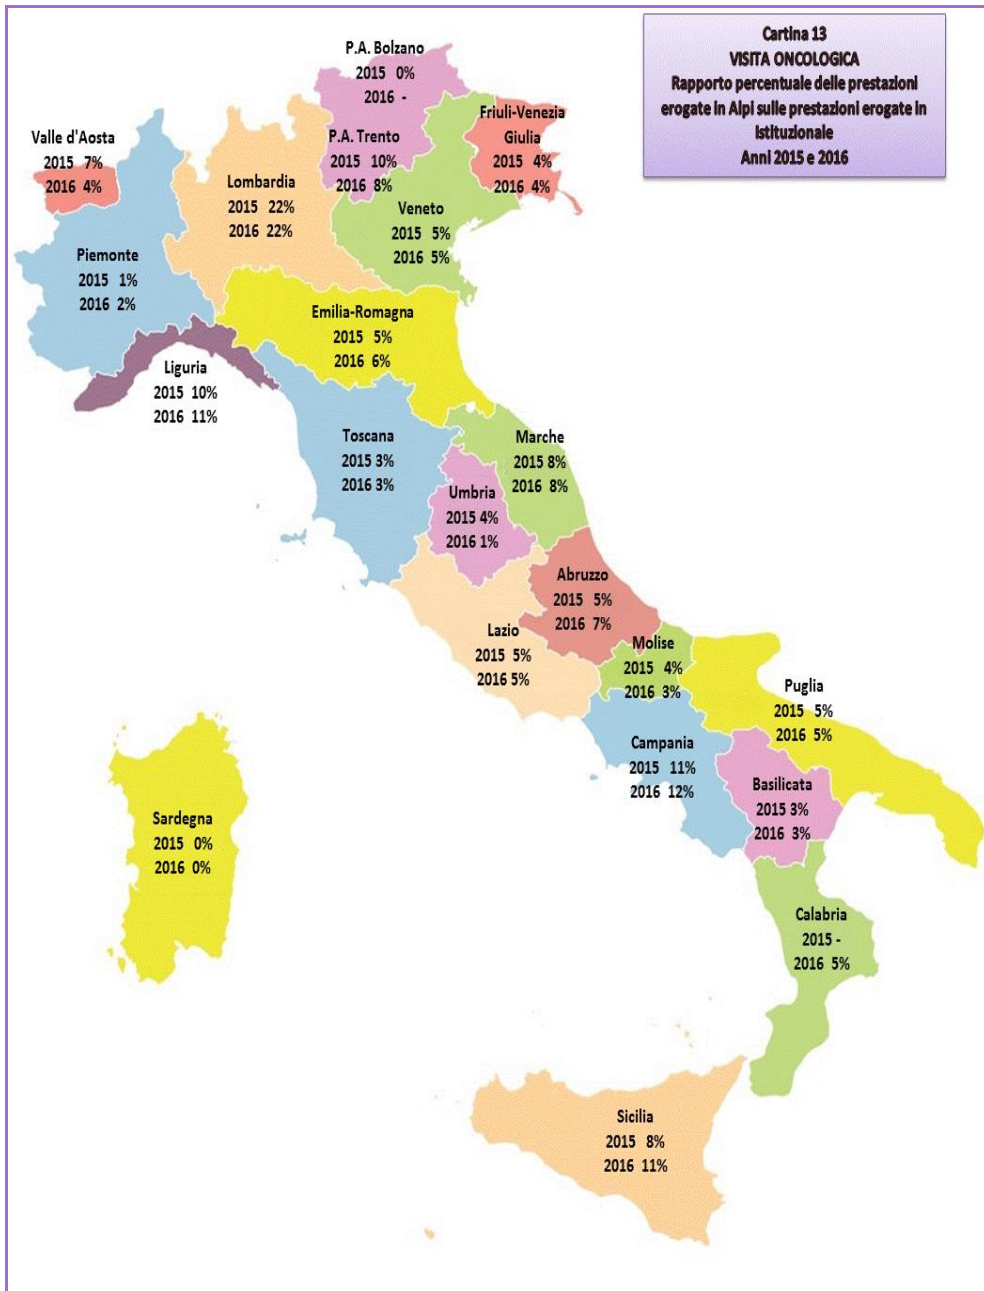 Cartina 13
VISITA ONCOLOGICA
Rapporto percentuale delle prestazioni
erogate in Alpi sulle prestazioni erogate in
Istituzionale
Anni 2015 e 2016
P.A. Bolzano
2015 0%
2016 -
Friuli-Venezia
Giulia
2015 4%
2016 4%
Valle d'Aosta
2015 7%
2016 4%
P.A. Trento
2015 10%
2016 8%
Lombardia
2015 22%
2016 22%
Veneto
2015 5%
2016 5%
Piemonte
2015 1%
2016 2%
Emilia-Romagna
2015 5%
2016 6%
Liguria
2015 10%
2016 11%
Toscana
2015 3%
2016 3%
Marche
2015 8%
2016 8%
Umbria
2015 4%
2016 1%
Abruzzo
2015 5%
2016 7%
Lazio
2015 5%
2016 5%
Molise
2015 4%
2016 3%
Puglia
2015 5%
2016 5%
Campania
2015 11%
2016 12%
Basilicata
2015 3%
2016 3%
Sardegna
2015 0%
2016 0%
Calabria
2015 -
2016 5%
Sicilia
2015 8%
2016 11%